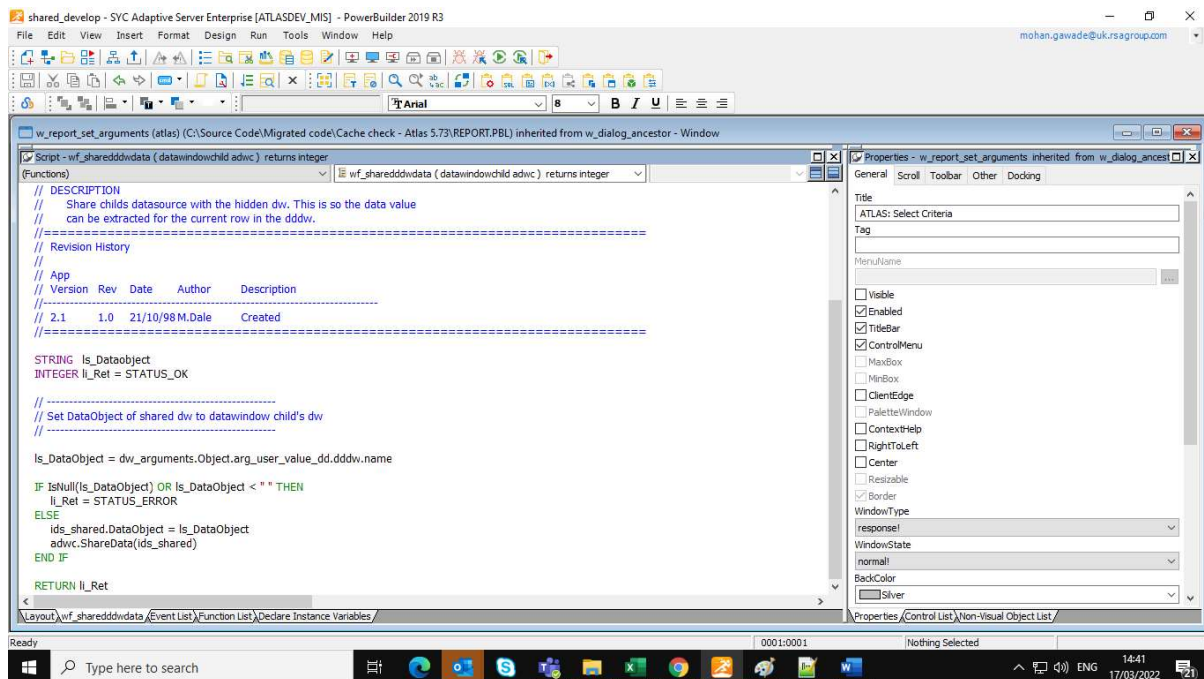 shared_develop - SYC Adaptive Server Enterprise [ATLASDEV_MIS] - PowerBuilder 2019 R3
File Edit View Insert Format Design Run Tools Window Help
mohan.gawade@uk.rsagroup.com
Arial 8 B I U
w_report_set_arguments (atlas) (C:\Source Code\Migrated code\Cache check - Atlas 5.73\REPORT.PBL) inherited from w_dialog_ancestor - Window
Script - wf_sharedddwdata ( datawindowchild adwc ) returns integer
(Functions)
wf_sharedddwdata ( datawindowchild adwc ) returns integer
// DESCRIPTION
// Share childs datasource with the hidden dw. This is so the data value
// can be extracted for the current row in the dddw.
//==============================================================================
// Revision History
//
// App
// Version Rev Date Author Description
//----------------------------------------------------------------------------
// 2.1 1.0 21/10/98 M.Dale Created
//==============================================================================
STRING ls_Dataobject
INTEGER li_Ret = STATUS_OK
// ----------------------------------------------------
// Set DataObject of shared dw to datawindow child's dw
// ----------------------------------------------------
ls_DataObject = dw_arguments.Object.arg_user_value_dd.dddw.name
IF IsNull(ls_DataObject) OR ls_DataObject < " " THEN
li_Ret = STATUS_ERROR
ELSE
ids_shared.DataObject = ls_DataObject
adwc.ShareData(ids_shared)
END IF
RETURN li_Ret
Layout wf_sharedddwdata Event List Function List Declare Instance Variables
Properties - w_report_set_arguments inherited from w_dialog_ancest
General Scroll Toolbar Other Docking
Title
ATLAS: Select Criteria
Tag
MenuName
...
Visible
Enabled
TitleBar
ControlMenu
MaxBox
MinBox
ClientEdge
PaletteWindow
ContextHelp
RightToLeft
Center
Resizable
Border
WindowType
response!
WindowState
normal!
BackColor
Silver
Properties Control List Non-Visual Object List
Ready
0001:0001
Nothing Selected
Type here to search
ENG
14:41
17/03/2022
21